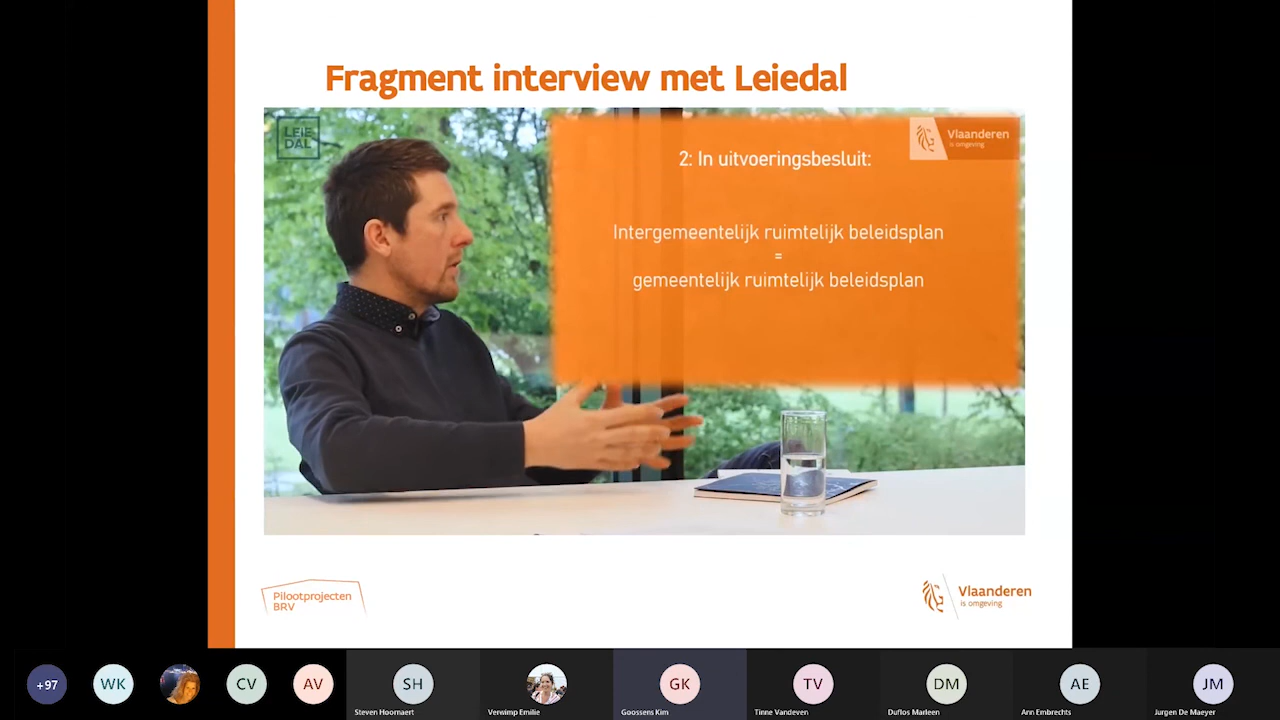 Fragment interview met Leiedal
LEIE
DAL
Vlaanderen
is omgeving
2: In uitvoeringsbesluit:
Intergemeentelijk ruimtelijk beleidsplan
=
gemeentelijk ruimtelijk beleidsplan
Pilootprojecten
BRV
Vlaanderen
is omgeving
+97
WK
CV
AV
SH
GK
TV
DM
AE
JM
Steven Hoornaert
Verwimp Emilie
Goossens Kim
Tinne Vandeven
Duflos Marleen
Ann Embrechts
Jurgen De Maeyer